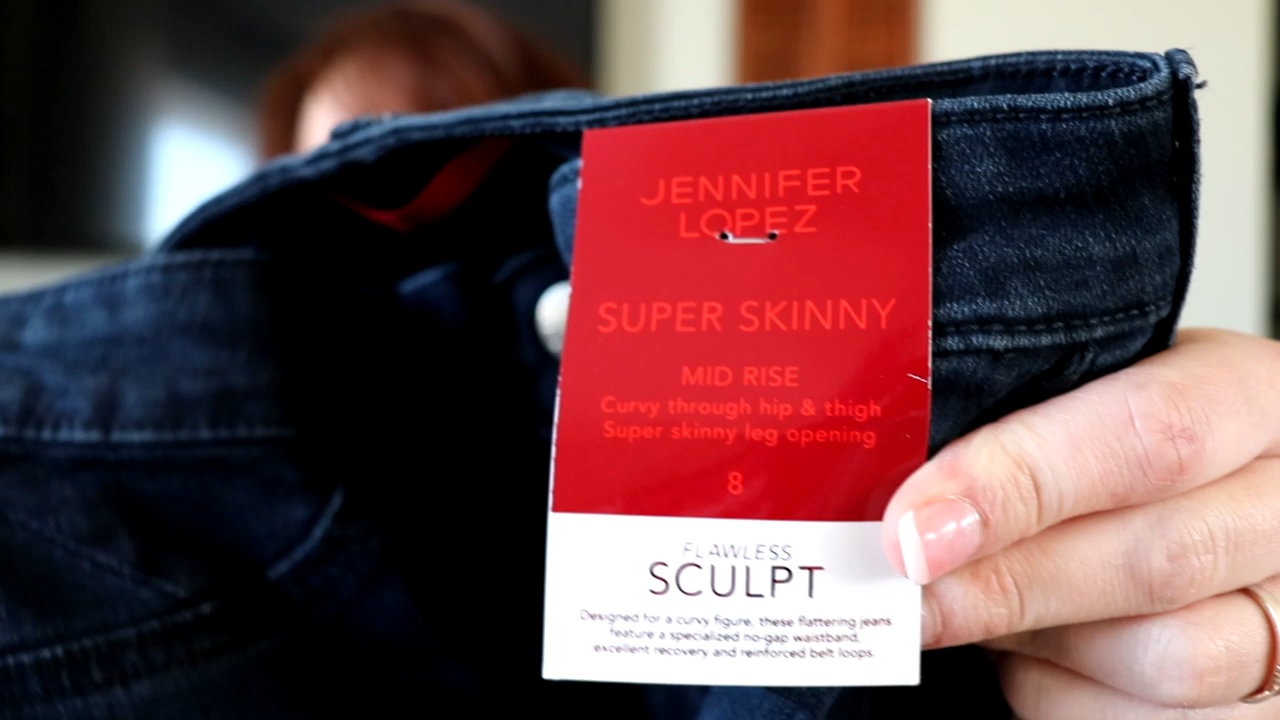 JENNIFER
LOPEZ
SUPER SKINNY
MID RISE
Curvy through hip & thigh
Super skinny leg opening
8
FLAWLESS
SCULPT
Designed for a curvy figure, these flattering jeans
feature a specialized no-gap waistband,
excellent recovery and reinforced belt loops.